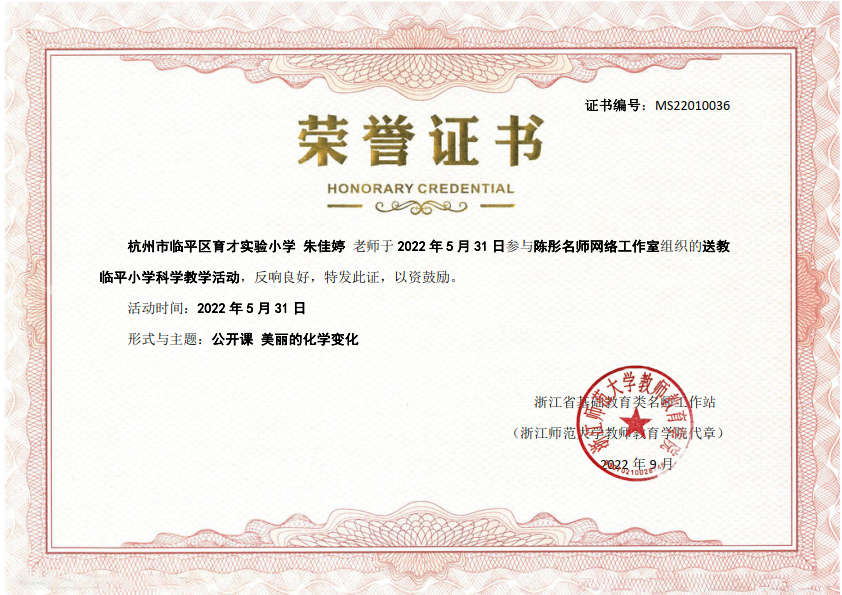 证书编号：MS22010036
荣誉证书
HONORARY CREDENTIAL
杭州市临平区育才实验小学 朱佳婷 老师于 2022 年 5 月 31 日参与陈彤名师网络工作室组织的送教
临平小学科学教学活动，反响良好，特发此证，以资鼓励。
活动时间：2022 年 5 月 31 日
形式与主题：公开课 美丽的化学变化
浙江省基础教育类名师工作站
（浙江师范大学教师教育学院代章）
2022 年 9 月
浙江师范大学教师教育学院